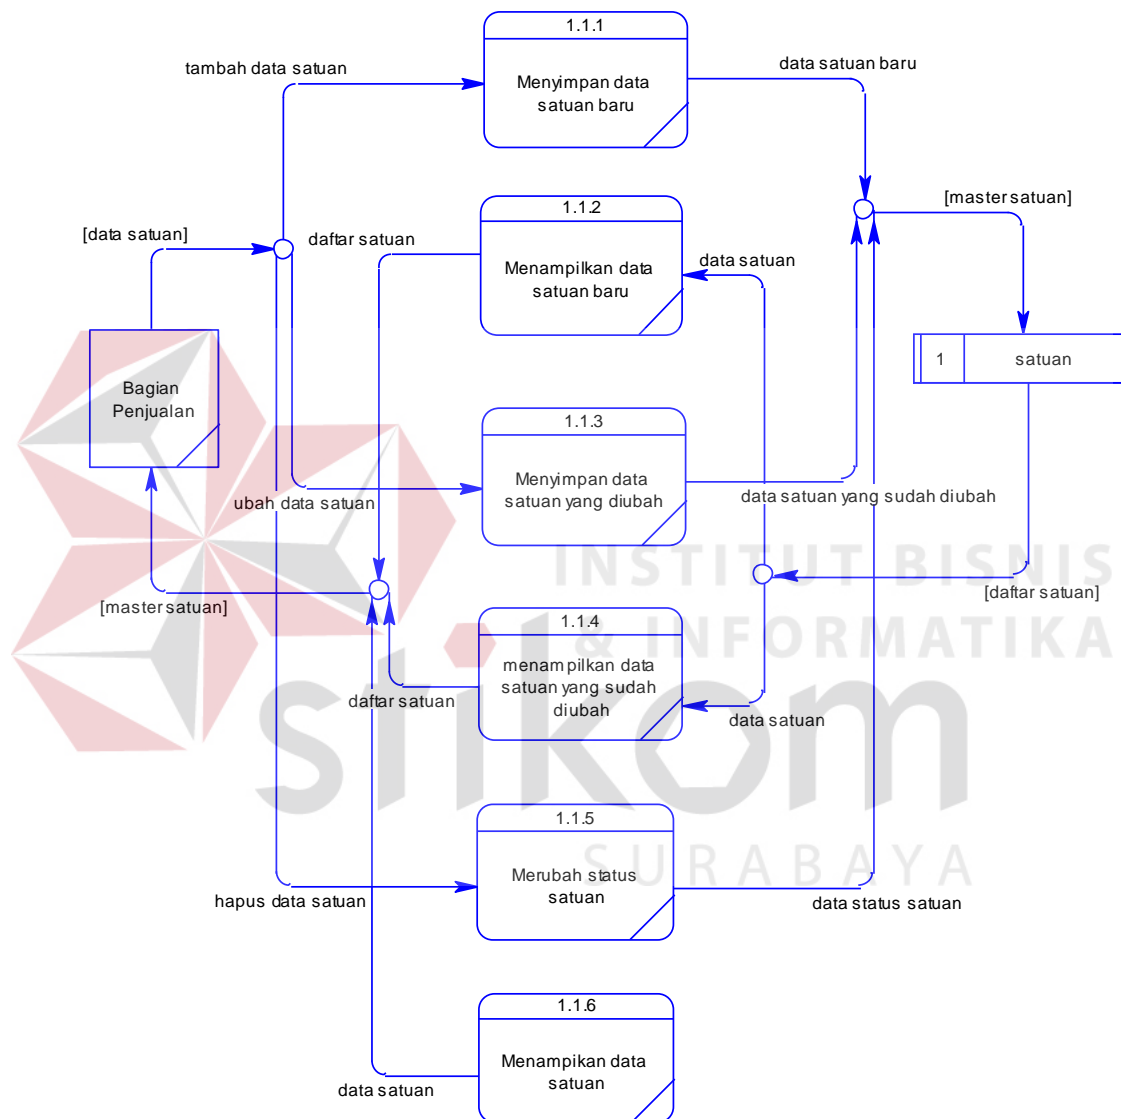 1.1.1
tambah data satuan
data satuan baru
Menyimpan data
satuan baru
1.1.2
[master satuan]
[data satuan]
daftar satuan
data satuan
Menampilkan data
satuan baru
Bagian
Penjualan
1
satuan
1.1.3
Menyimpan data
satuan yang diubah
ubah data satuan
data satuan yang sudah diubah
INSTITUT BISNIS
& INFORMATIKA
[master satuan]
[daftar satuan]
1.1.4
menampilkan data
satuan yang sudah
diubah
daftar satuan
data satuan
stikom
SURABAYA
1.1.5
Merubah status
satuan
hapus data satuan
data status satuan
1.1.6
Menampikan data
satuan
data satuan